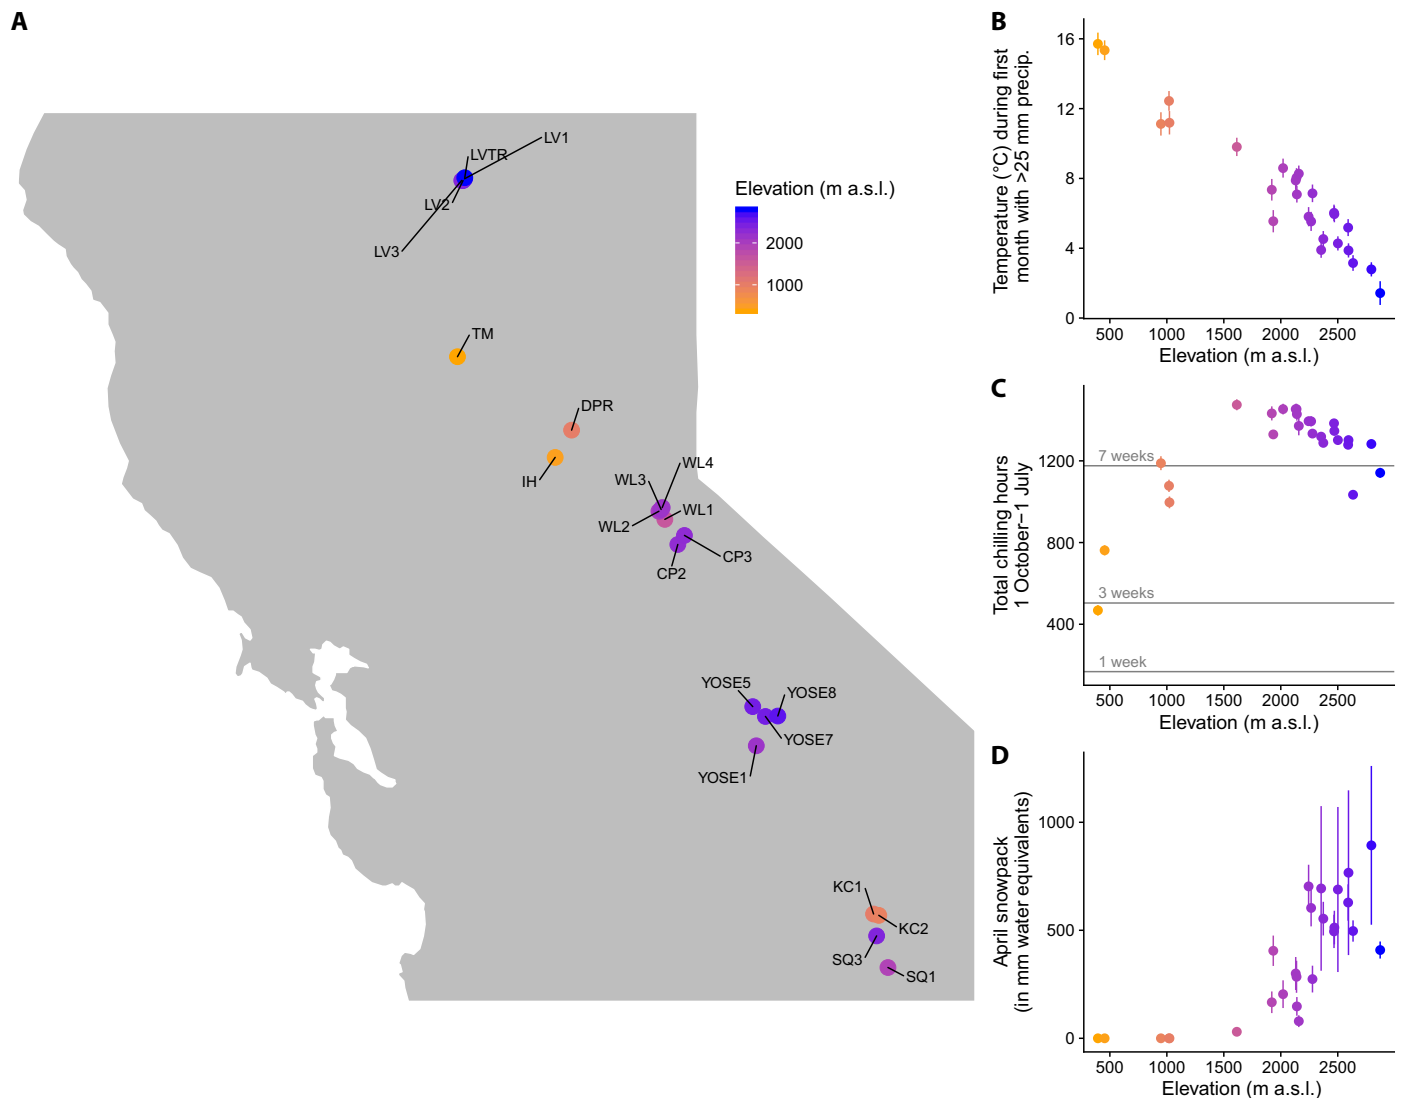 A
LV1
LVTR
LV2
LV3
TM
DPR
IH
WL4
WL3
WL1
WL2
CP3
CP2
YOSE5
YOSE8
YOSE7
YOSE1
KC1
KC2
SQ3
SQ1
Elevation (m a.s.l.)
2000
1000
B
Temperature (°C) during first
month with >25 mm precip.
16
12
8
4
0
500 1000 1500 2000 2500
Elevation (m a.s.l.)
C
Total chilling hours
1 October–1 July
1200
800
400
7 weeks
3 weeks
1 week
500 1000 1500 2000 2500
Elevation (m a.s.l.)
D
April snowpack
(in mm water equivalents)
1000
500
0
500 1000 1500 2000 2500
Elevation (m a.s.l.)